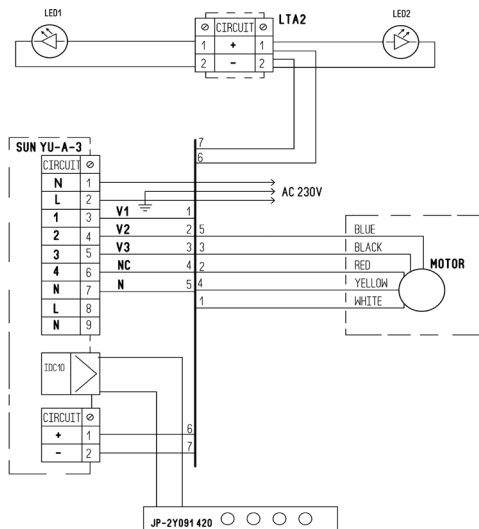 LED1
LTA2
LED2
CIRCUIT
1 + 1
2 - 2
7
6
SUN YU-A-3
CIRCUIT
N 1
L 2
AC 230V
1 3 V1 1
2 4 V2 2 5 BLUE
3 5 V3 3 3 BLACK
4 6 NC 4 2 RED
MOTOR
N 7 N 5 4 YELLOW
L 8 1 WHITE
N 9
IDC10
CIRCUIT
+ 1 6
- 2 7
JP-2Y091 420